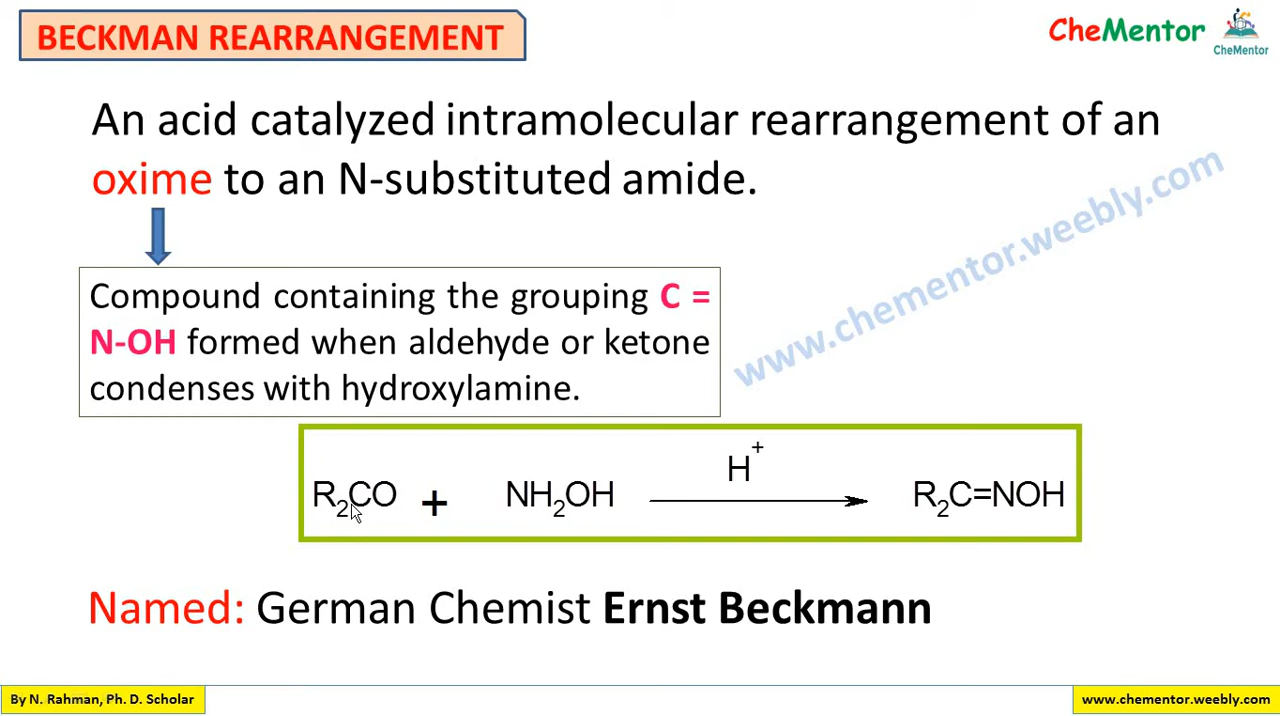 BECKMAN REARRANGEMENT
CheMentor
CheMentor
An acid catalyzed intramolecular rearrangement of an
oxime to an N-substituted amide.
www.chementor.weebly.com
Compound containing the grouping C =
N-OH formed when aldehyde or ketone
condenses with hydroxylamine.
R₂CO + NH₂OH H⁺ R₂C=NOH
Named: German Chemist Ernst Beckmann
By N. Rahman, Ph. D. Scholar
www.chementor.weebly.com